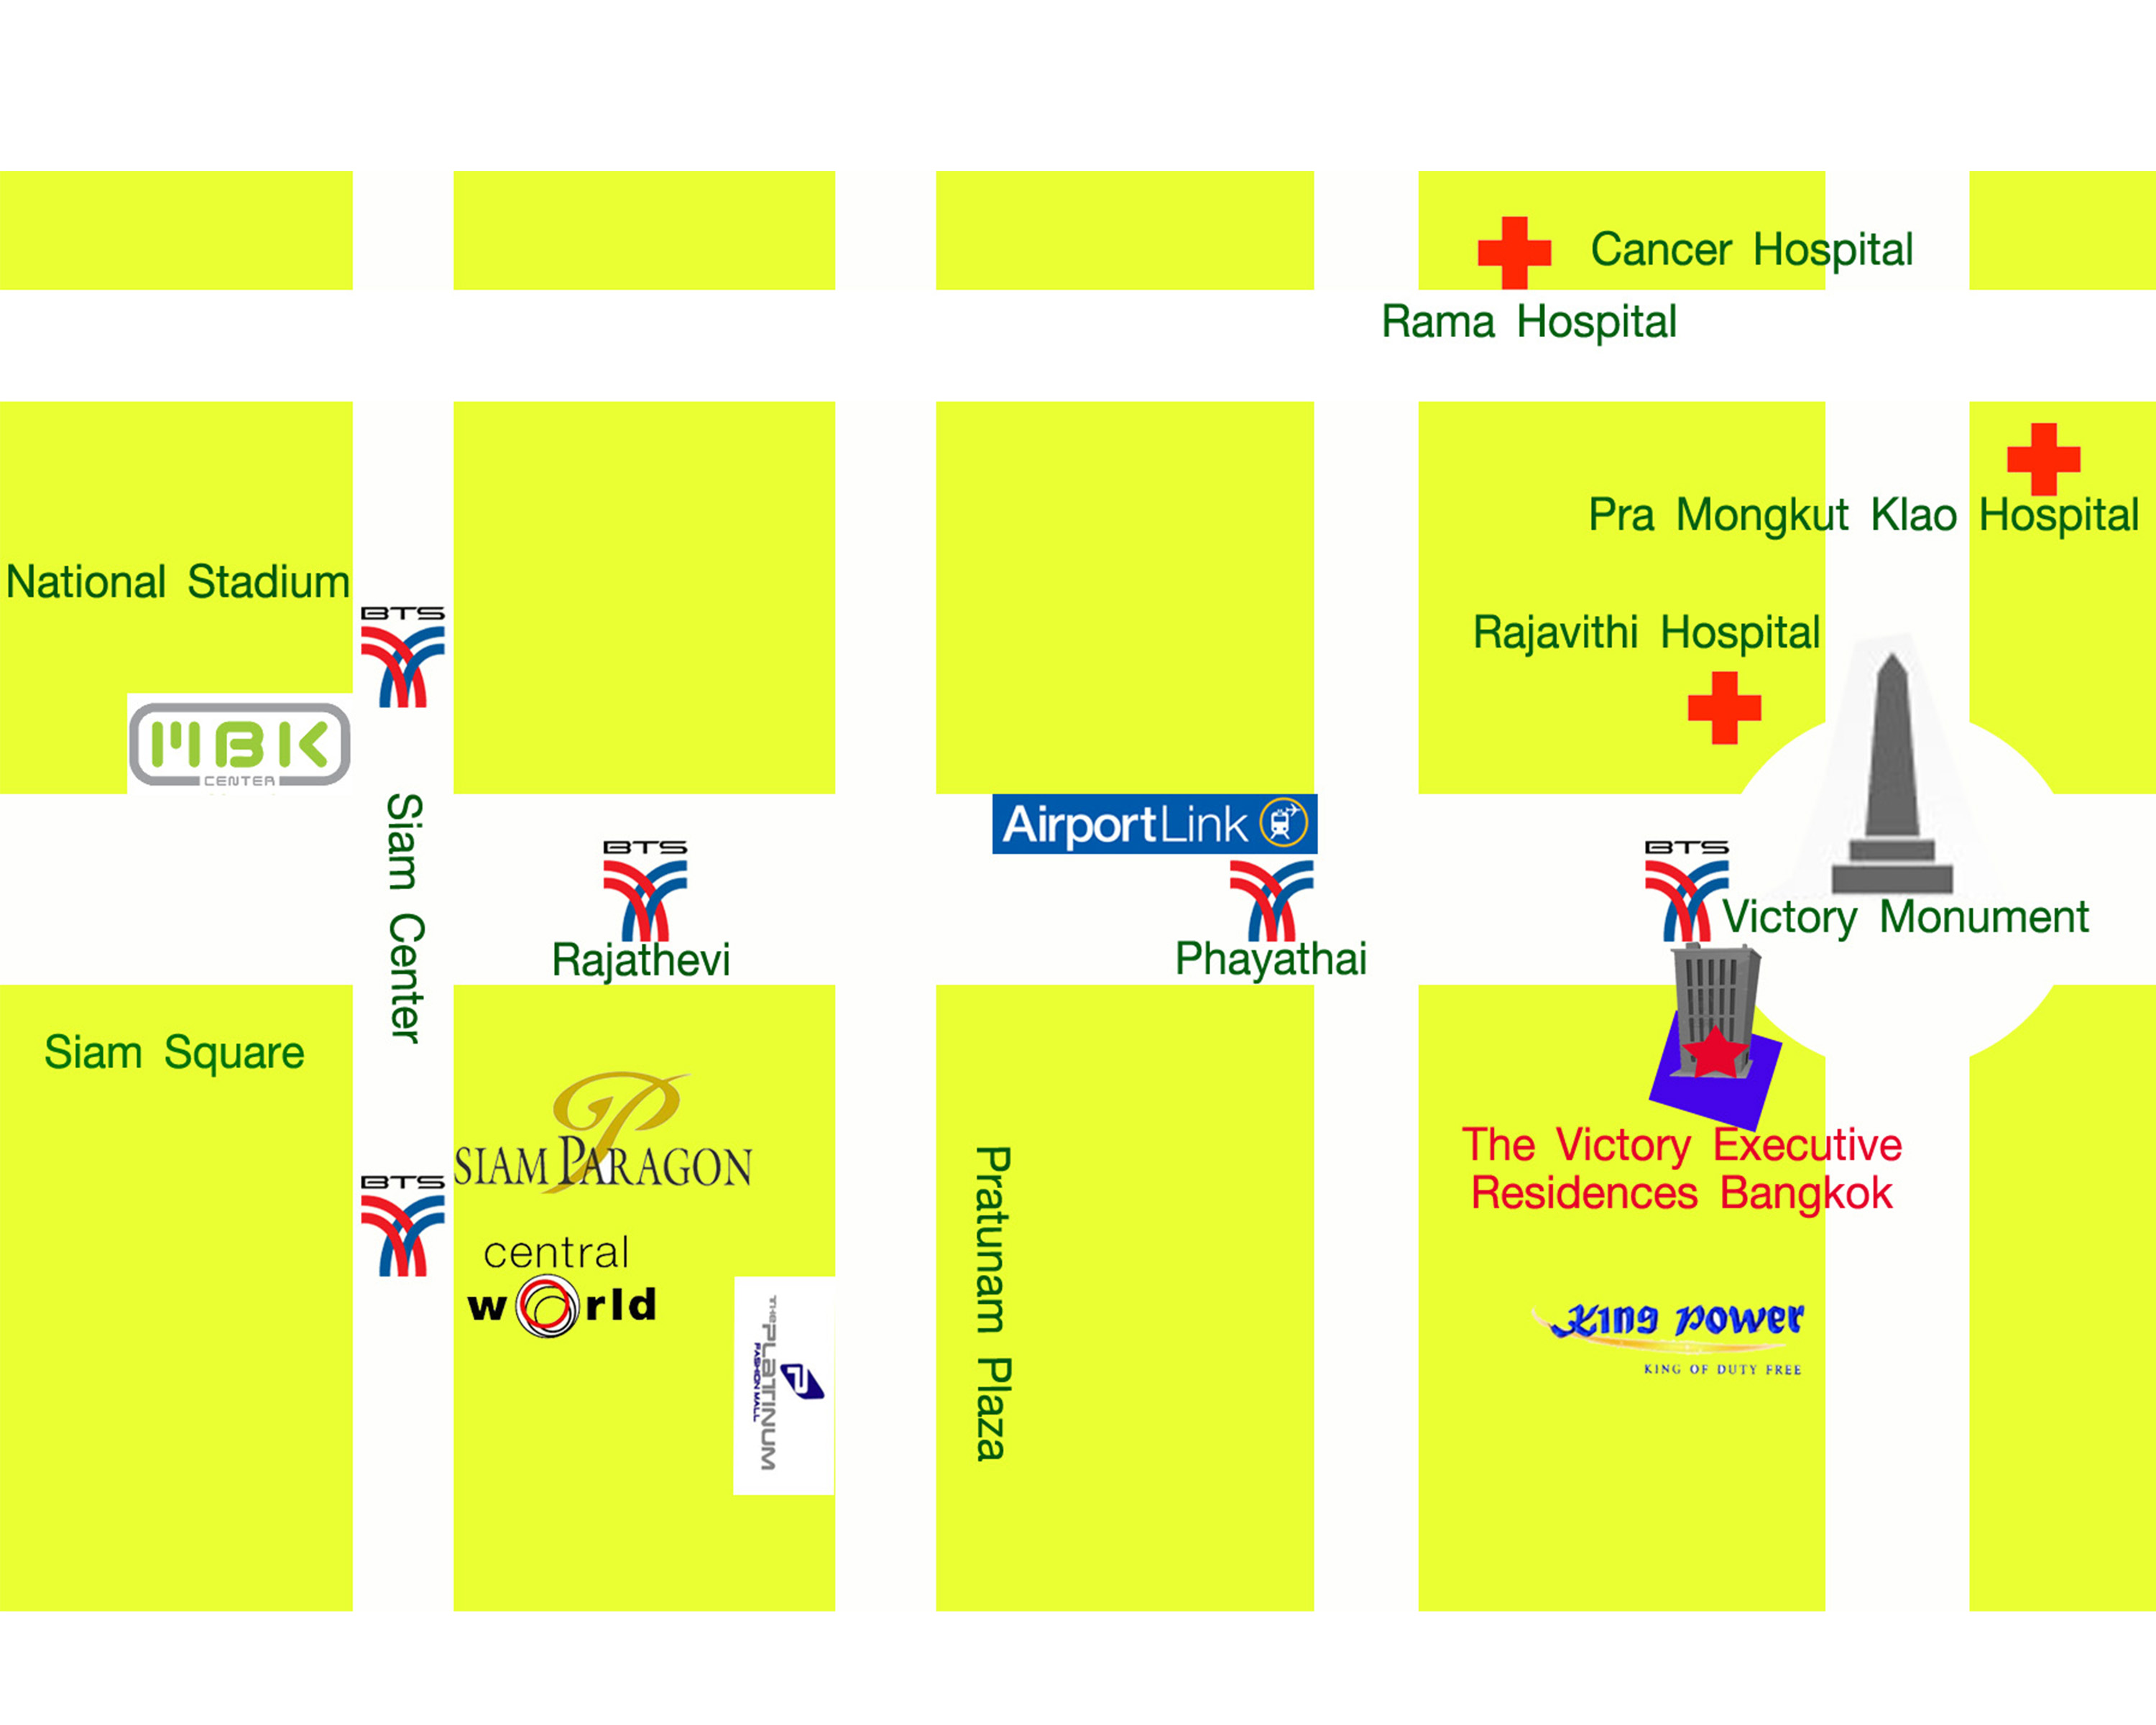 Cancer Hospital
Rama Hospital
Pra Mongkut Klao Hospital
National Stadium
BTS
Rajavithi Hospital
MBK
CENTER
Siam Center
AirportLink
BTS
Rajathevi
Phayathai
BTS
Victory Monument
Siam Square
SIAM PARAGON
BTS
central
world
THE PLATINUM
FASHION MALL
P
Pratunam Plaza
The Victory Executive
Residences Bangkok
King Power
KING OF DUTY FREE